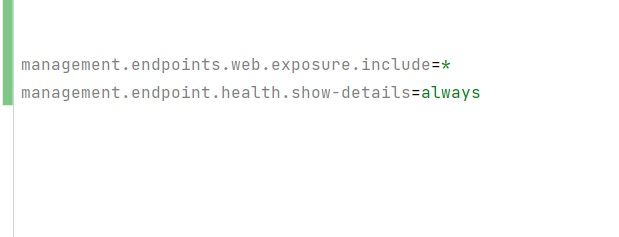 management.endpoints.web.exposure.include=*
management.endpoint.health.show-details=always